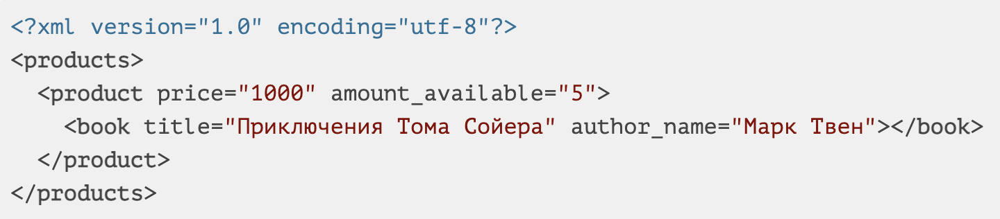 <?xml version="1.0" encoding="utf-8"?>
<products>
  <product price="1000" amount_available="5">
    <book title="Приключения Тома Сойера" author_name="Марк Твен"></book>
  </product>
</products>